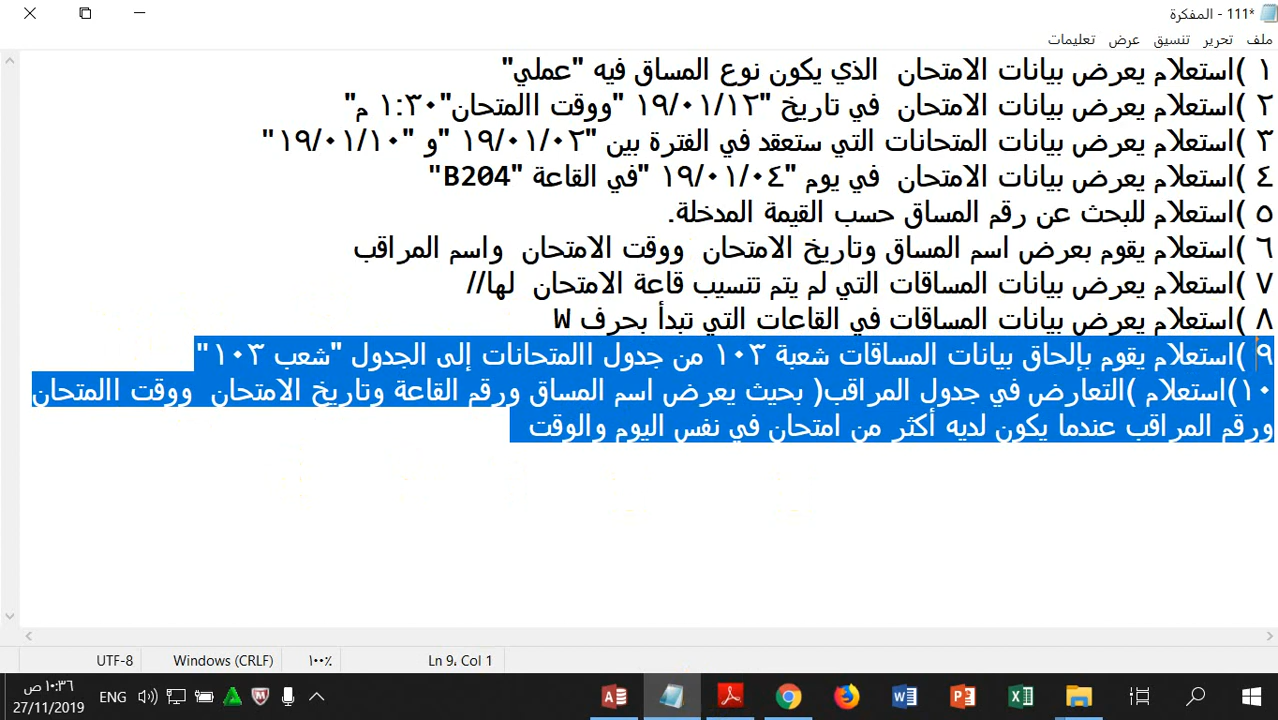 *111 - المفكرة
ملف تحرير تنسيق عرض تعليمات
١ )استعلام يعرض بيانات الامتحان الذي يكون نوع المساق فيه "عملي"
٢ )استعلام يعرض بيانات الامتحان في تاريخ "١٩/٠١/١٢ "ووقت االمتحان"١:٣٠ م"
٣ )استعلام يعرض بيانات المتحانات التي ستعقد في الفترة بين "١٩/٠١/٠٢ "و "١٩/٠١/١٠"
٤ )استعلام يعرض بيانات الامتحان في يوم "١٩/٠١/٠٤ "في القاعة "B204"
٥ )استعلام للبحث عن رقم المساق حسب القيمة المدخلة.
٦ )استعلام يقوم بعرض اسم المساق وتاريخ الامتحان ووقت الامتحان واسم المراقب
٧ )استعلام يعرض بيانات المساقات التي لم يتم تنسيب قاعة الامتحان لها//
٨ )استعلام يعرض بيانات المساقات في القاعات التي تبدأ بحرف W
٩ )استعلام يقوم بإلحاق بيانات المساقات شعبة ١٠٣ من جدول االمتحانات إلى الجدول "شعب ١٠٣"
١٠)استعلام )التعارض في جدول المراقب( بحيث يعرض اسم المساق ورقم القاعة وتاريخ الامتحان ووقت االمتحان
ورقم المراقب عندما يكون لديه أكثر من امتحان في نفس اليوم والوقت
UTF-8 Windows (CRLF) ١٠٠٪ Ln 9، Col 1
١٠:٣٦ ص ENG
27/11/2019